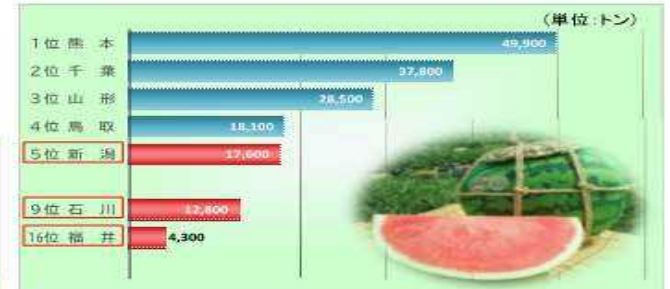 (単位:トン)
1位 熊 本 49,900
2位 千 葉 37,800
3位 山 形 28,500
4位 鳥 取 18,100
5位 新 潟 17,600
9位 石 川 12,800
16位 福 井 4,300